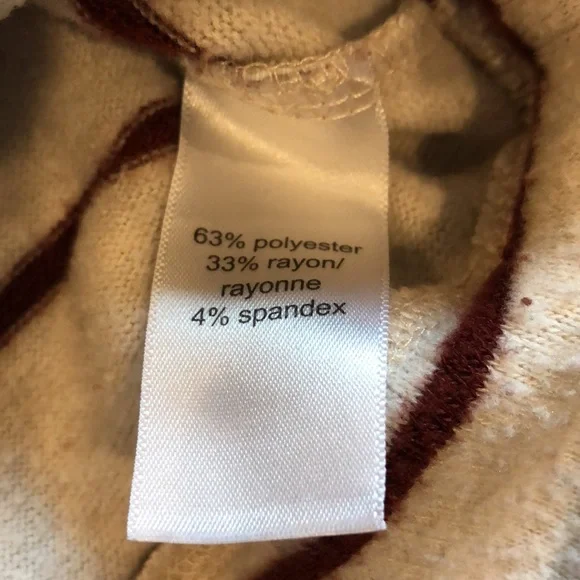 63% polyester
33% rayon/
rayonne
4% spandex